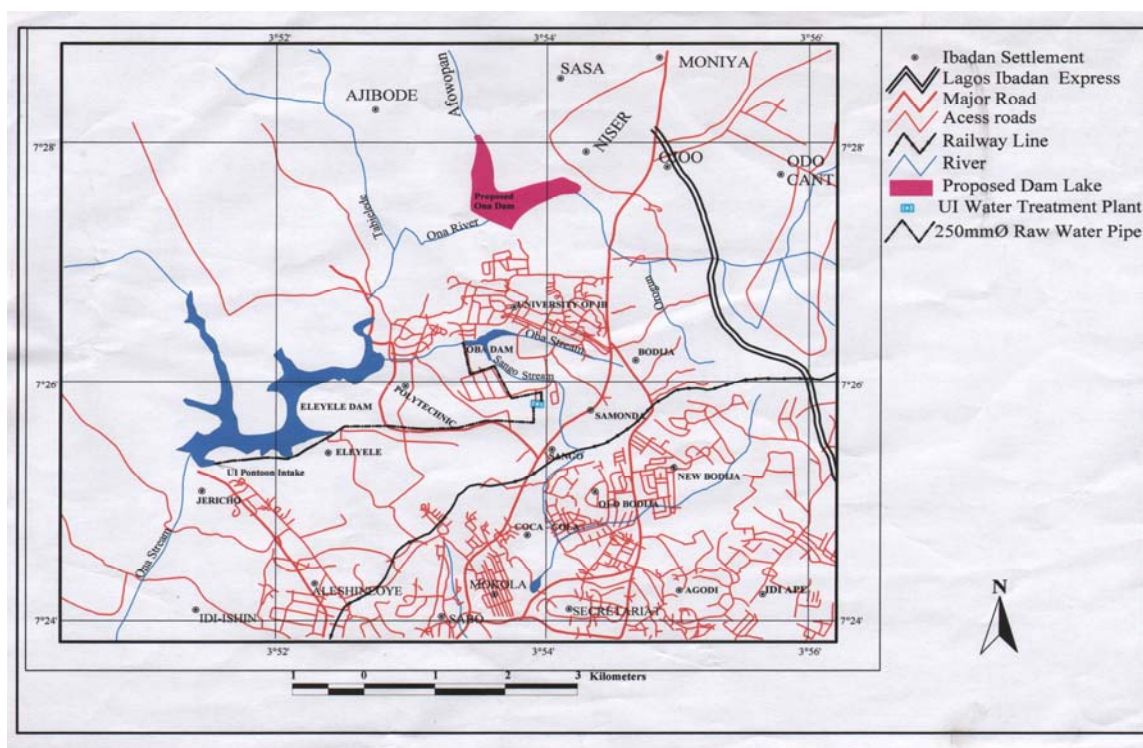 3°52'
3°54'
3°56'
Ibadan Settlement
Lagos Ibadan Express
Major Road
Acess roads
Railway Line
River
Proposed Dam Lake
UI Water Treatment Plant
250mmØ Raw Water Pipe
SASA
MONIYA
AJIBODE
Ajowopan
NISER
OJOO
ODO
CANT
7°28'
7°28'
Proposed
Ona Dam
Ona River
Orogun
UNIVERSITY OF IB
OBA DAM
Oba Stream
Sango Stream
BODIJA
7°26'
7°26'
ELEYELE DAM
POLYTECHNIC
SAMONDA
ELEYELE
SANGO
UI Pontoon Intake
NEW BODIJA
JERICHO
OLD BODIJA
COCA - COLA
Ona Stream
ALESHINLOYE
MOKOLA
AGODI
IDI APE
IDI-ISHIN
SABO
SECRETARIAT
7°24'
7°24'
N
3°52'
3°54'
3°56'
1 0 1 2 3 Kilometers